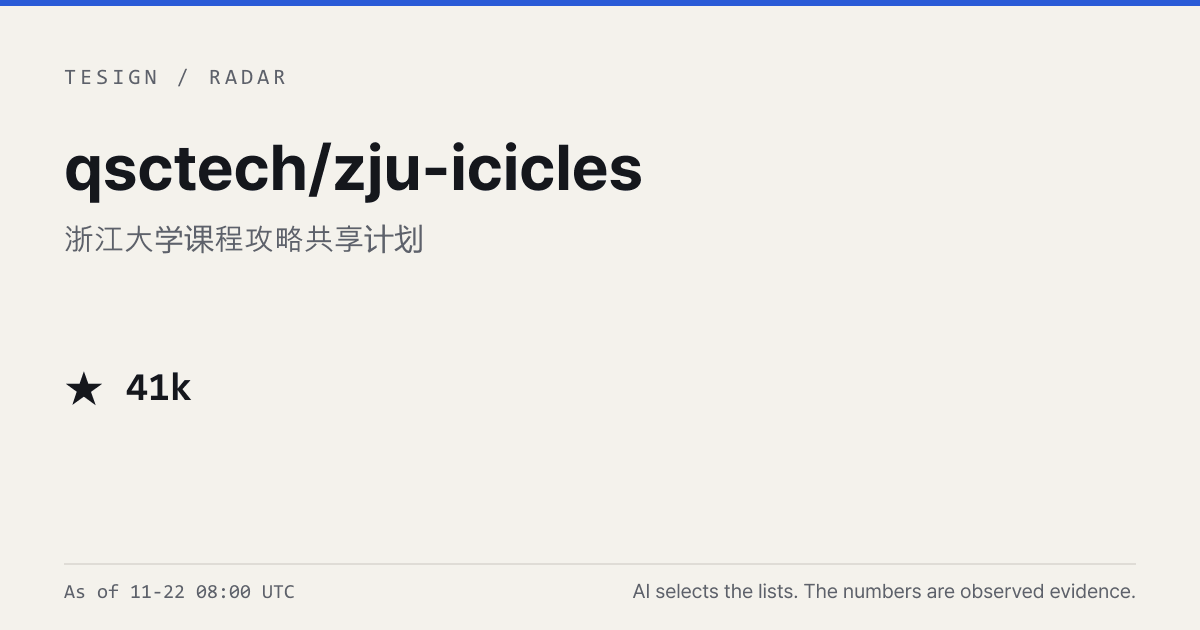 TESIGN / RADAR
qsctech/zju-icicles
浙江大学课程攻略共享计划
★ 41k
As of 11-22 08:00 UTC
AI selects the lists. The numbers are observed evidence.